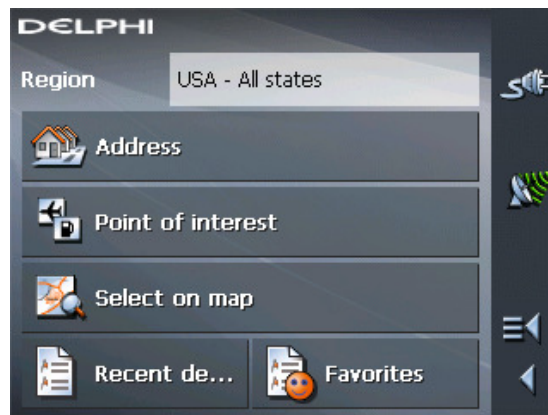 DELPHI
Region USA - All states
Address
Point of interest
Select on map
Recent de... Favorites